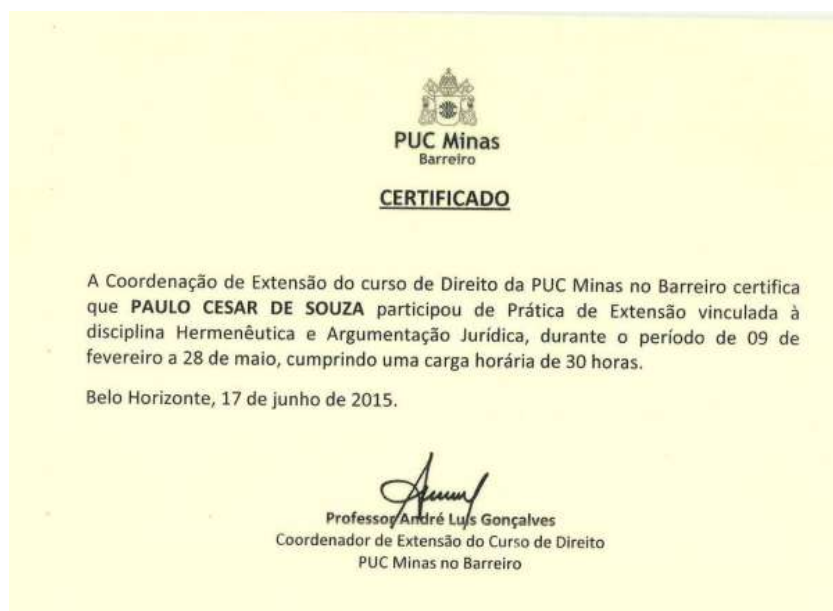 PUC Minas
Barreiro
CERTIFICADO
A Coordenação de Extensão do curso de Direito da PUC Minas no Barreiro certifica
que PAULO CESAR DE SOUZA participou de Prática de Extensão vinculada à
disciplina Hermenêutica e Argumentação Jurídica, durante o período de 09 de
fevereiro a 28 de maio, cumprindo uma carga horária de 30 horas.
Belo Horizonte, 17 de junho de 2015.
Professor André Luís Gonçalves
Coordenador de Extensão do Curso de Direito
PUC Minas no Barreiro